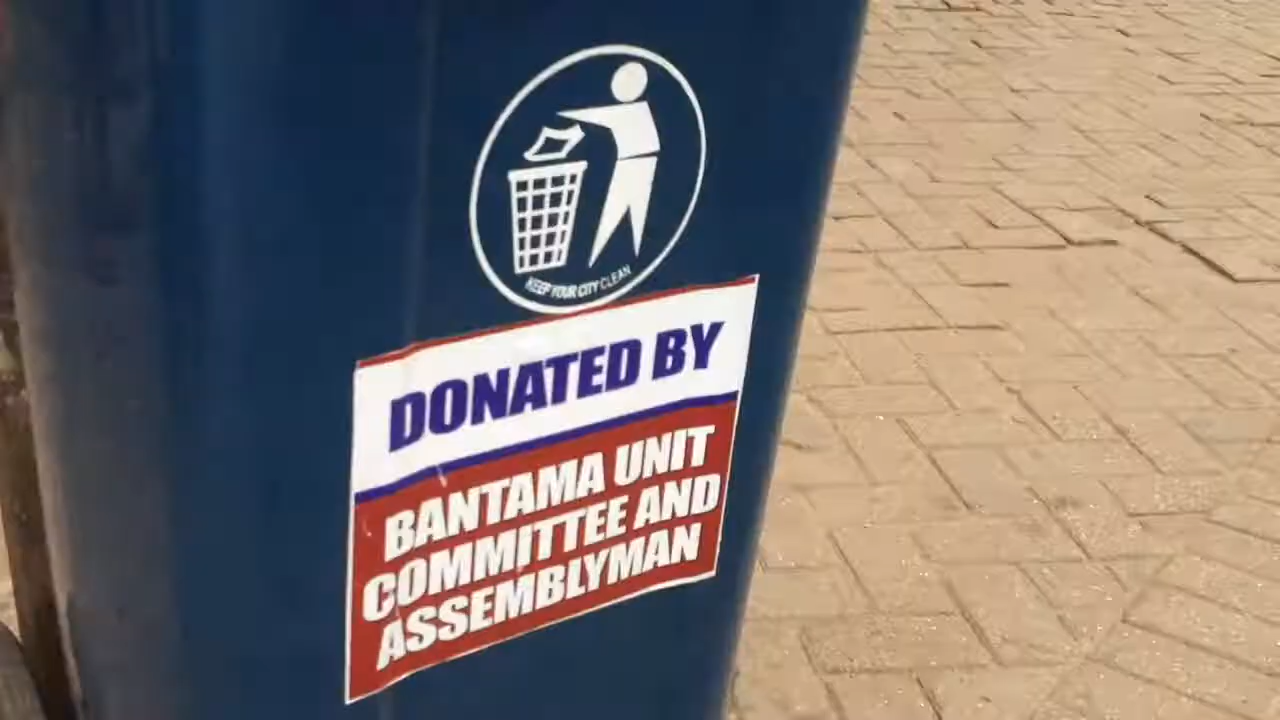 KEEP YOUR CITY CLEAN
DONATED BY
BANTAMA UNIT
COMMITTEE AND
ASSEMBLYMAN